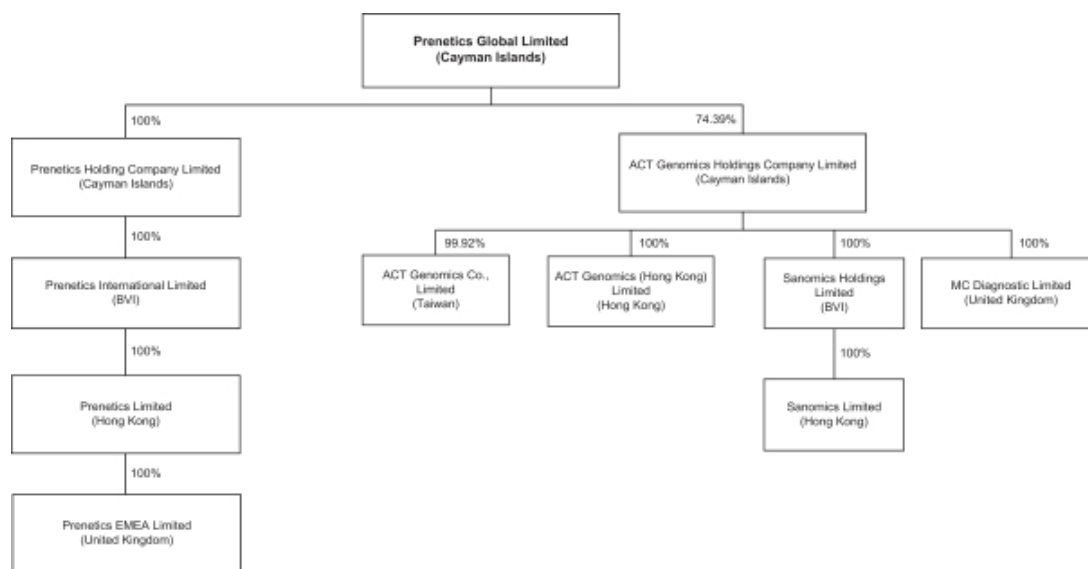 Prenetics Global Limited
(Cayman Islands)
100%
74.39%
Prenetics Holding Company Limited
(Cayman Islands)
ACT Genomics Holdings Company Limited
(Cayman Islands)
100%
99.92%
100%
100%
100%
Prenetics International Limited
(BVI)
ACT Genomics Co.,
Limited
(Taiwan)
ACT Genomics (Hong Kong)
Limited
(Hong Kong)
Sanomics Holdings
Limited
(BVI)
MC Diagnostic Limited
(United Kingdom)
100%
100%
Prenetics Limited
(Hong Kong)
Sanomics Limited
(Hong Kong)
100%
Prenetics EMEA Limited
(United Kingdom)